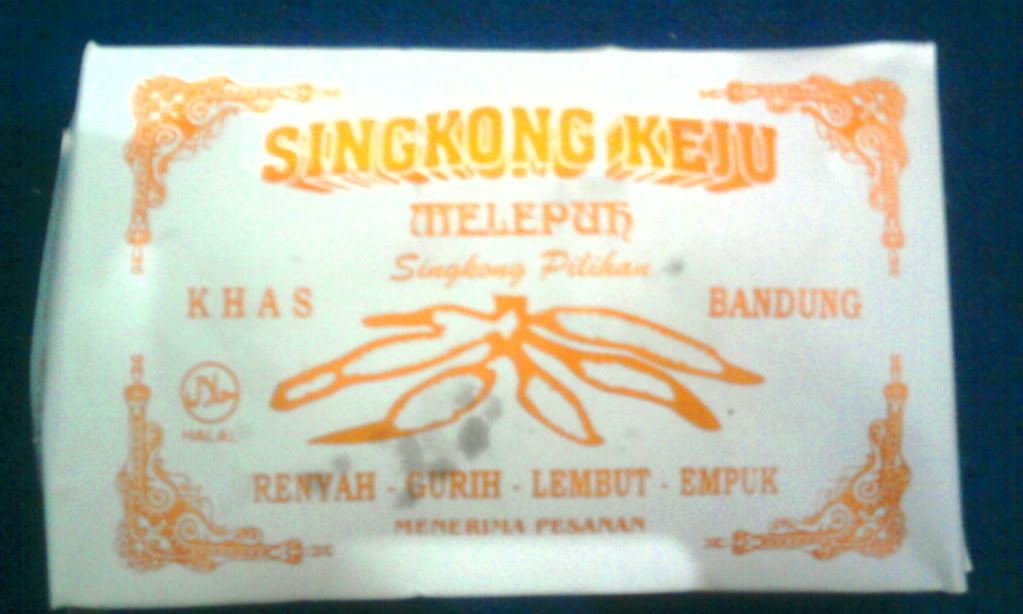 SINGKONG KEJU
MELEPUH
Singkong Pilihan
KHAS BANDUNG
HALAL
RENYAH - GURIH - LEMBUT - EMPUK
MENERIMA PESANAN